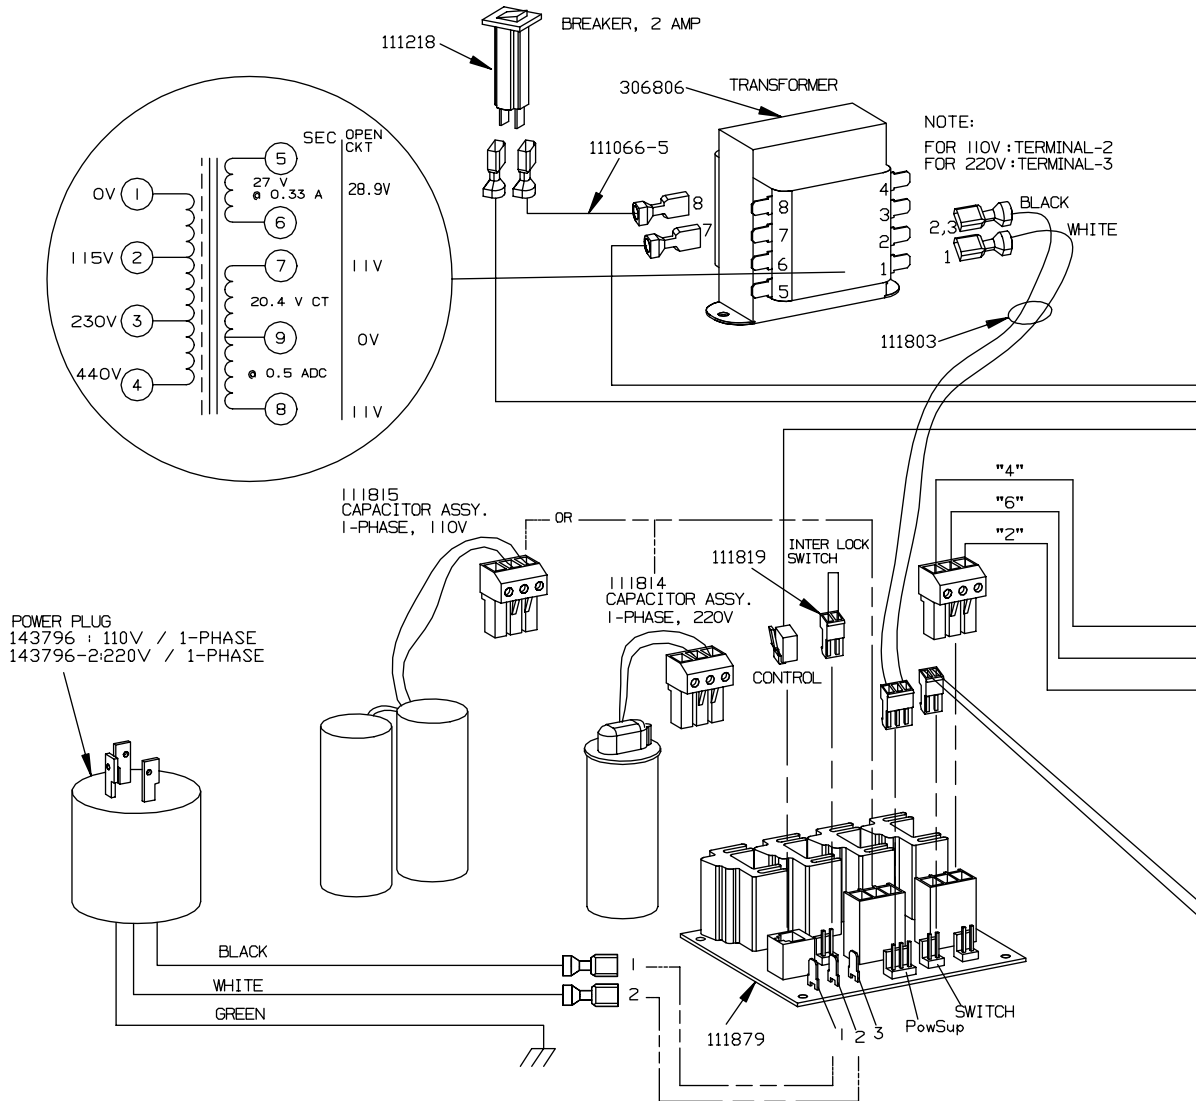 BREAKER, 2 AMP
111218
306806
TRANSFORMER
NOTE:
FOR 110V : TERMINAL-2
FOR 220V : TERMINAL-3
111066-5
SEC
OPEN
CKT
5
27 V
@ 0.33 A
28.9V
0V
1
6
115V
2
7
11V
20.4 V CT
230V
3
9
0V
440V
4
@ 0.5 ADC
8
11V
8
7
8
7
6
5
4
3
2
1
2,3
1
BLACK
WHITE
111803
"4"
"6"
"2"
111815
CAPACITOR ASSY.
1-PHASE, 110V
OR
111819
INTER LOCK
SWITCH
111814
CAPACITOR ASSY.
1-PHASE, 220V
CONTROL
POWER PLUG
143796 : 110V / 1-PHASE
143796-2:220V / 1-PHASE
BLACK
1
WHITE
2
GREEN
111879
1
2
3
PowSup
SWITCH